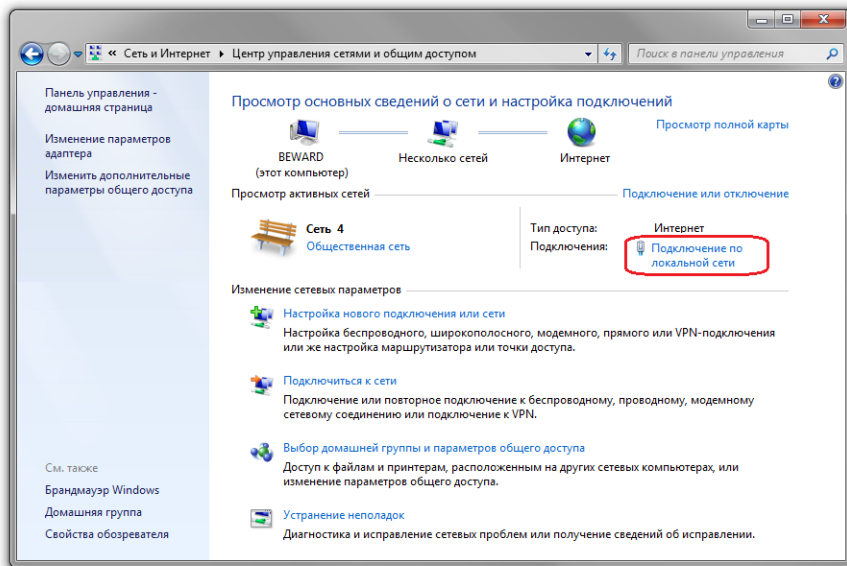 « Сеть и Интернет ▸ Центр управления сетями и общим доступом
Поиск в панели управления
Панель управления -
домашняя страница
Изменение параметров
адаптера
Изменить дополнительные
параметры общего доступа
См. также
Брандмауэр Windows
Домашняя группа
Свойства обозревателя
Просмотр основных сведений о сети и настройка подключений
Просмотр полной карты
BEWARD
(этот компьютер)
Несколько сетей
Интернет
Просмотр активных сетей
Подключение или отключение
Сеть 4
Общественная сеть
Тип доступа: Интернет
Подключения: Подключение по
локальной сети
Изменение сетевых параметров
Настройка нового подключения или сети
Настройка беспроводного, широкополосного, модемного, прямого или VPN-подключения
или же настройка маршрутизатора или точки доступа.
Подключиться к сети
Подключение или повторное подключение к беспроводному, проводному, модемному
сетевому соединению или подключение к VPN.
Выбор домашней группы и параметров общего доступа
Доступ к файлам и принтерам, расположенным на других сетевых компьютерах, или
изменение параметров общего доступа.
Устранение неполадок
Диагностика и исправление сетевых проблем или получение сведений об исправлении.